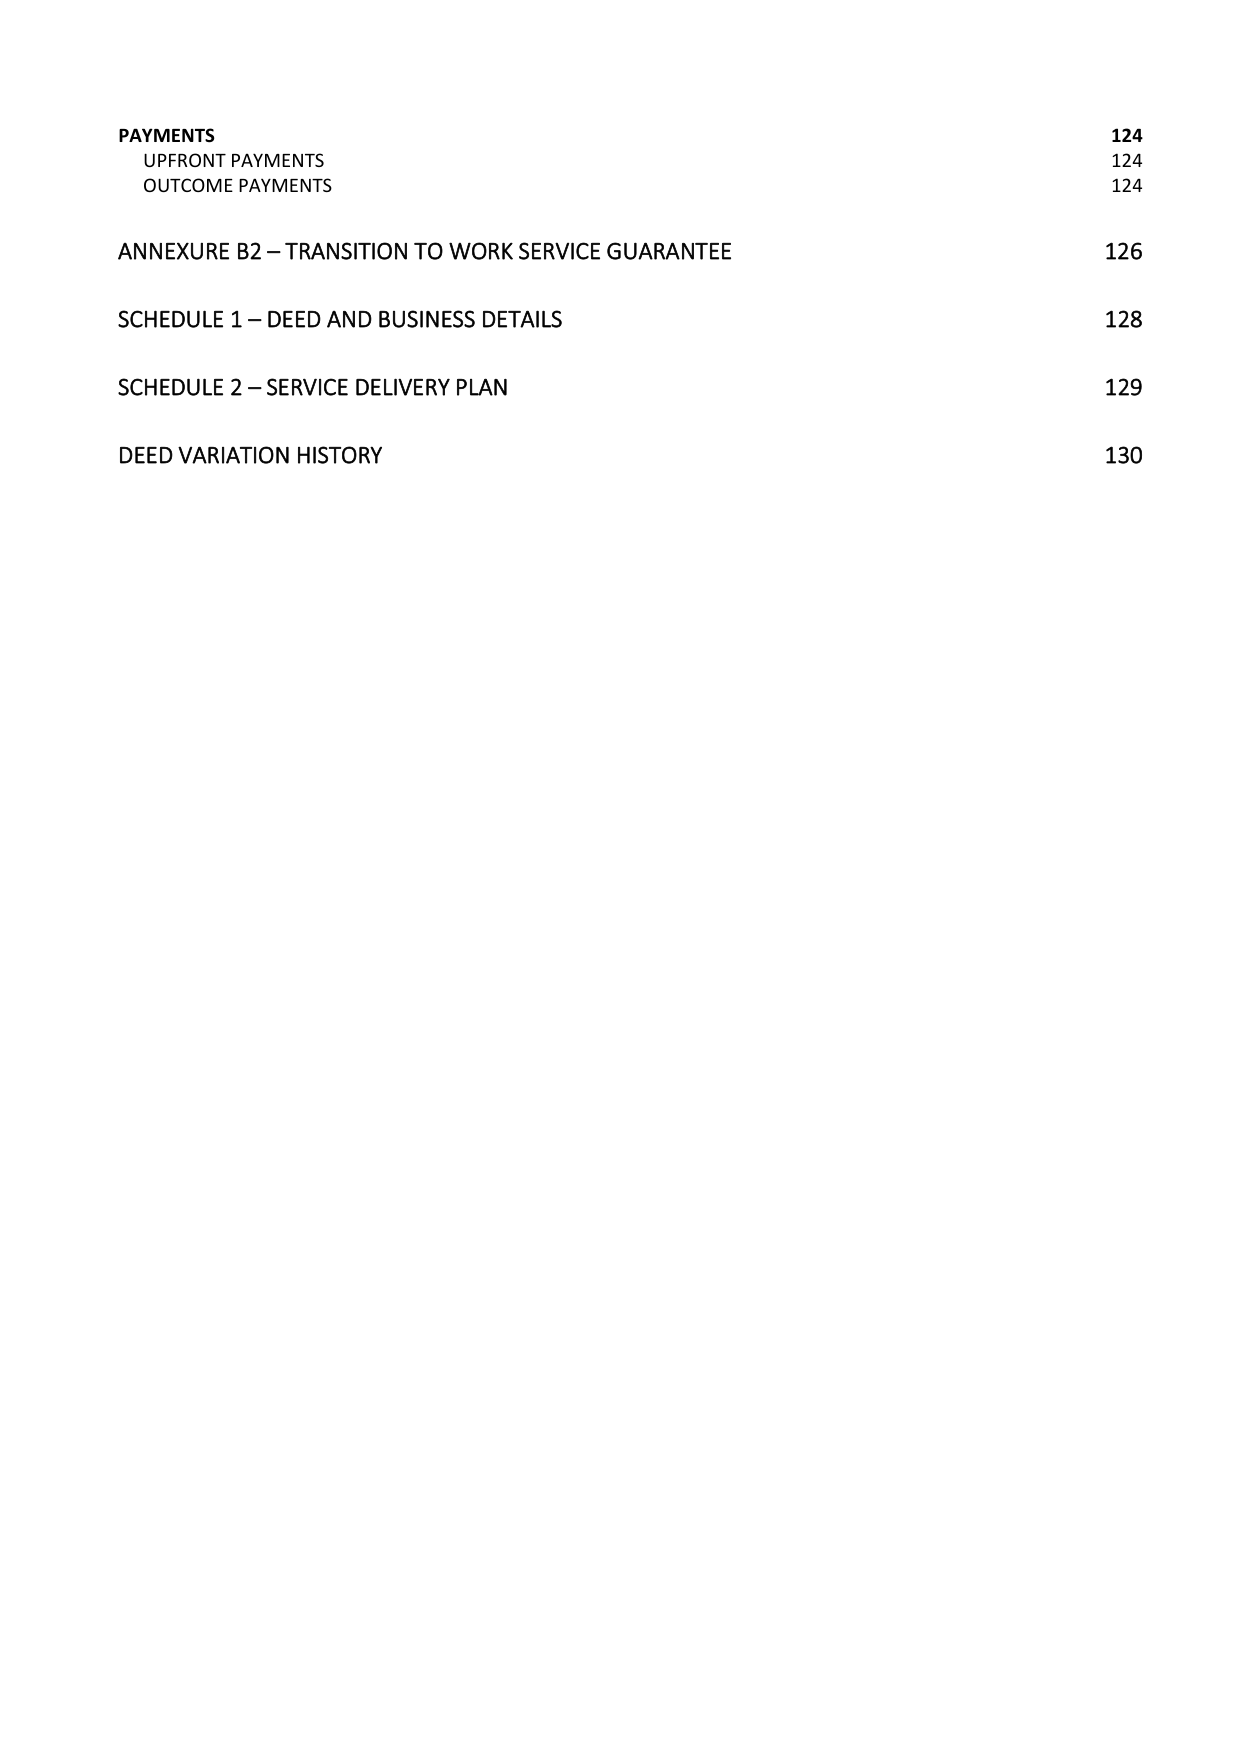 PAYMENTS 124
UPFRONT PAYMENTS 124
OUTCOME PAYMENTS 124
ANNEXURE B2 – TRANSITION TO WORK SERVICE GUARANTEE 126
SCHEDULE 1 – DEED AND BUSINESS DETAILS 128
SCHEDULE 2 – SERVICE DELIVERY PLAN 129
DEED VARIATION HISTORY 130